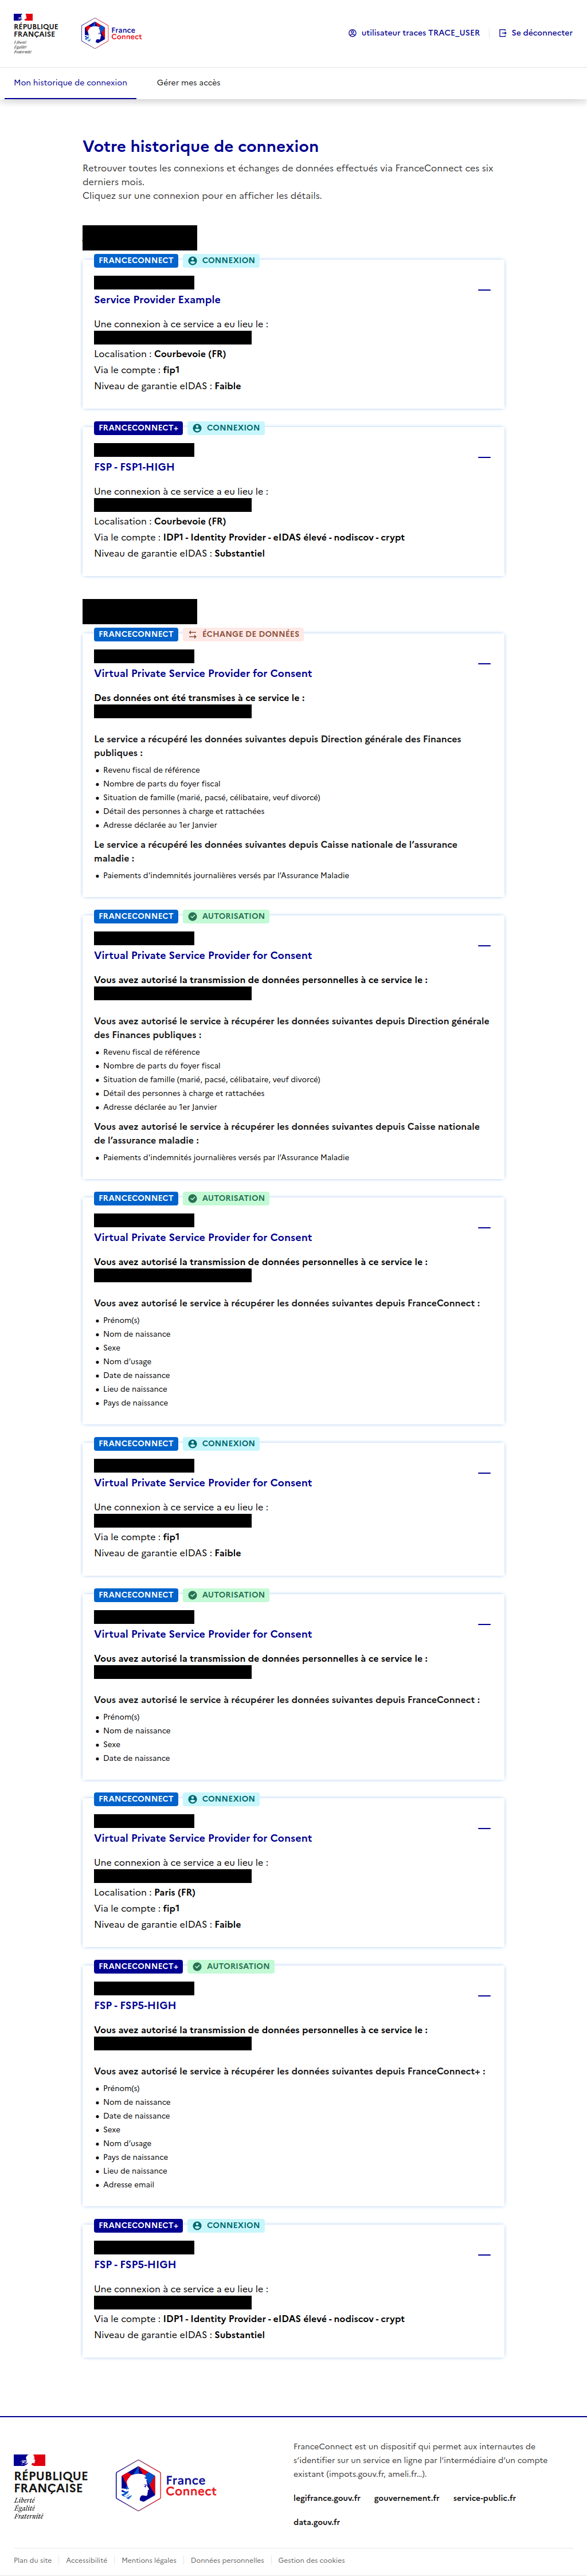 RÉPUBLIQUE
FRANÇAISE
Liberté
Égalité
Fraternité
France
Connect
utilisateur traces TRACE_USER
Se déconnecter
Mon historique de connexion
Gérer mes accès
Votre historique de connexion
Retrouver toutes les connexions et échanges de données effectués via FranceConnect ces six
derniers mois.
Cliquez sur une connexion pour en afficher les détails.
FRANCECONNECT CONNEXION
Service Provider Example
Une connexion à ce service a eu lieu le :
Localisation : Courbevoie (FR)
Via le compte : fip1
Niveau de garantie eIDAS : Faible
FRANCECONNECT+ CONNEXION
FSP - FSP1-HIGH
Une connexion à ce service a eu lieu le :
Localisation : Courbevoie (FR)
Via le compte : IDP1 - Identity Provider - eIDAS élevé - nodiscov - crypt
Niveau de garantie eIDAS : Substantiel
FRANCECONNECT ÉCHANGE DE DONNÉES
Virtual Private Service Provider for Consent
Des données ont été transmises à ce service le :
Le service a récupéré les données suivantes depuis Direction générale des Finances
publiques :
Revenu fiscal de référence
Nombre de parts du foyer fiscal
Situation de famille (marié, pacsé, célibataire, veuf divorcé)
Détail des personnes à charge et rattachées
Adresse déclarée au 1er Janvier
Le service a récupéré les données suivantes depuis Caisse nationale de l'assurance
maladie :
Paiements d'indemnités journalières versés par l'Assurance Maladie
FRANCECONNECT AUTORISATION
Virtual Private Service Provider for Consent
Vous avez autorisé la transmission de données personnelles à ce service le :
Vous avez autorisé le service à récupérer les données suivantes depuis Direction générale
des Finances publiques :
Revenu fiscal de référence
Nombre de parts du foyer fiscal
Situation de famille (marié, pacsé, célibataire, veuf divorcé)
Détail des personnes à charge et rattachées
Adresse déclarée au 1er Janvier
Vous avez autorisé le service à récupérer les données suivantes depuis Caisse nationale
de l'assurance maladie :
Paiements d'indemnités journalières versés par l'Assurance Maladie
FRANCECONNECT AUTORISATION
Virtual Private Service Provider for Consent
Vous avez autorisé la transmission de données personnelles à ce service le :
Vous avez autorisé le service à récupérer les données suivantes depuis FranceConnect :
Prénom(s)
Nom de naissance
Sexe
Nom d'usage
Date de naissance
Lieu de naissance
Pays de naissance
FRANCECONNECT CONNEXION
Virtual Private Service Provider for Consent
Une connexion à ce service a eu lieu le :
Via le compte : fip1
Niveau de garantie eIDAS : Faible
FRANCECONNECT AUTORISATION
Virtual Private Service Provider for Consent
Vous avez autorisé la transmission de données personnelles à ce service le :
Vous avez autorisé le service à récupérer les données suivantes depuis FranceConnect :
Prénom(s)
Nom de naissance
Sexe
Date de naissance
FRANCECONNECT CONNEXION
Virtual Private Service Provider for Consent
Une connexion à ce service a eu lieu le :
Localisation : Paris (FR)
Via le compte : fip1
Niveau de garantie eIDAS : Faible
FRANCECONNECT+ AUTORISATION
FSP - FSP5-HIGH
Vous avez autorisé la transmission de données personnelles à ce service le :
Vous avez autorisé le service à récupérer les données suivantes depuis FranceConnect+ :
Prénom(s)
Nom de naissance
Date de naissance
Sexe
Nom d'usage
Pays de naissance
Lieu de naissance
Adresse email
FRANCECONNECT+ CONNEXION
FSP - FSP5-HIGH
Une connexion à ce service a eu lieu le :
Via le compte : IDP1 - Identity Provider - eIDAS élevé - nodiscov - crypt
Niveau de garantie eIDAS : Substantiel
RÉPUBLIQUE
FRANÇAISE
Liberté
Égalité
Fraternité
France
Connect
FranceConnect est un dispositif qui permet aux internautes de
s'identifier sur un service en ligne par l'intermédiaire d'un compte
existant (impots.gouv.fr, ameli.fr...).
legifrance.gouv.fr gouvernement.fr service-public.fr
data.gouv.fr
Plan du site Accessibilité Mentions légales Données personnelles Gestion des cookies